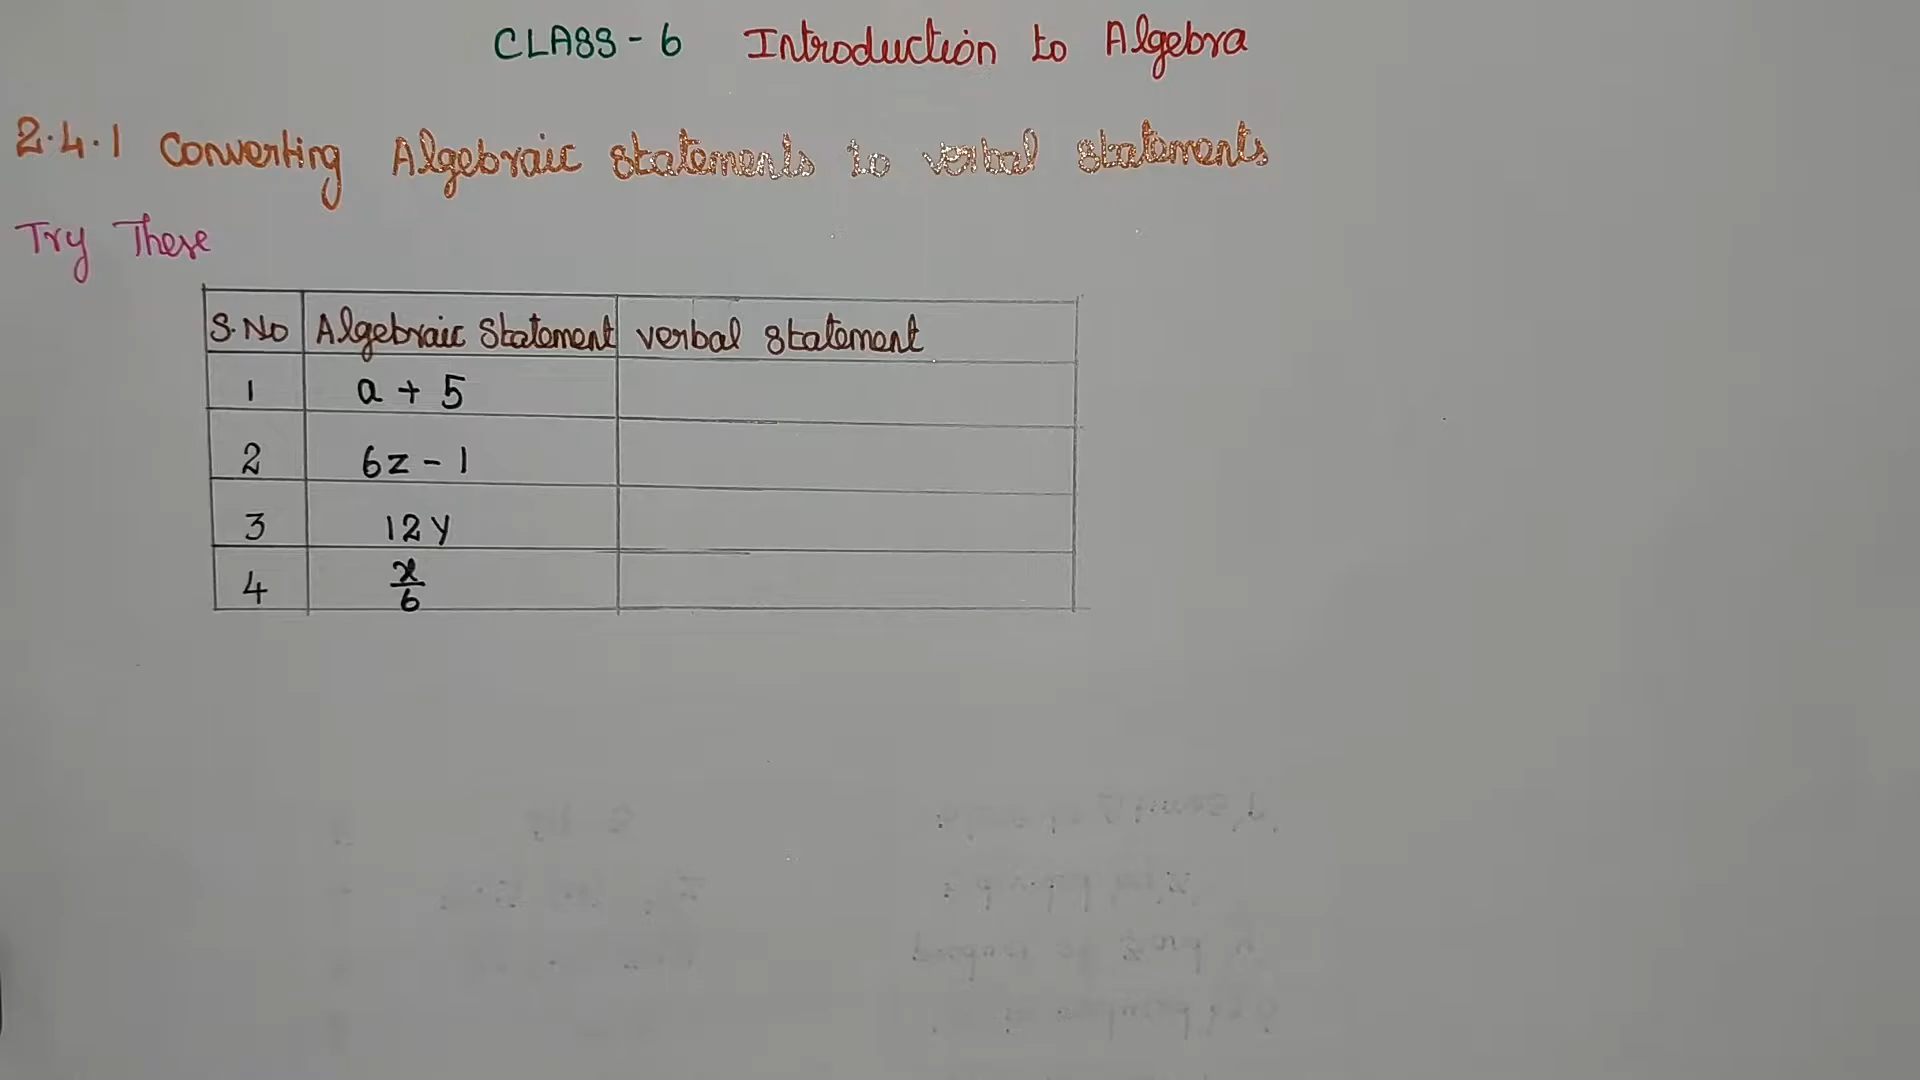 CLASS - 6 Introduction to Algebra
2.4.1 Converting Algebraic statements to verbal statements
Try These
S.No Algebraic Statement verbal statement
1 a + 5
2 6z - 1
3 12y
4 x/6